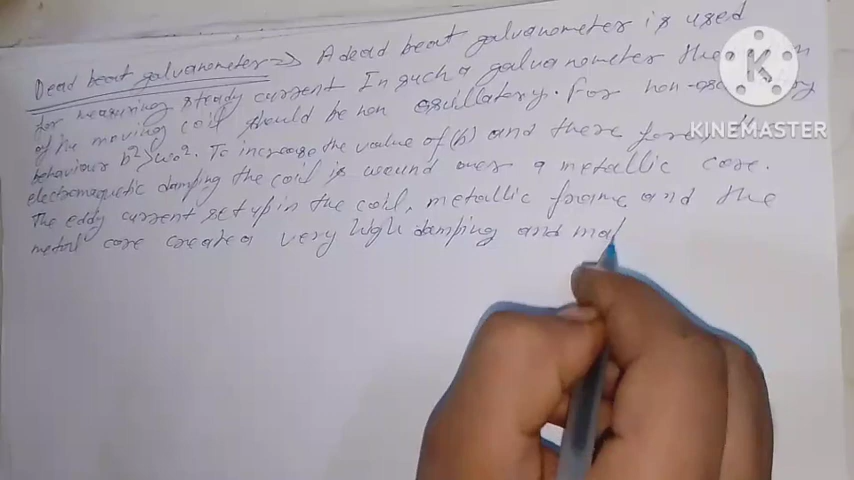 Dead beat galvanometer => A dead beat galvanometer is used
for measuring steady current In such a galvanometer the
of the moving coil should be non oscillatory. For non-
behaviour b²>ω₀². To increase the value of (b) and therefore,
electromagnetic damping the coil is wound over a metallic core.
The eddy current set up in the coil, metallic frame and the
metal core create a very high damping and ma
KINEMASTER